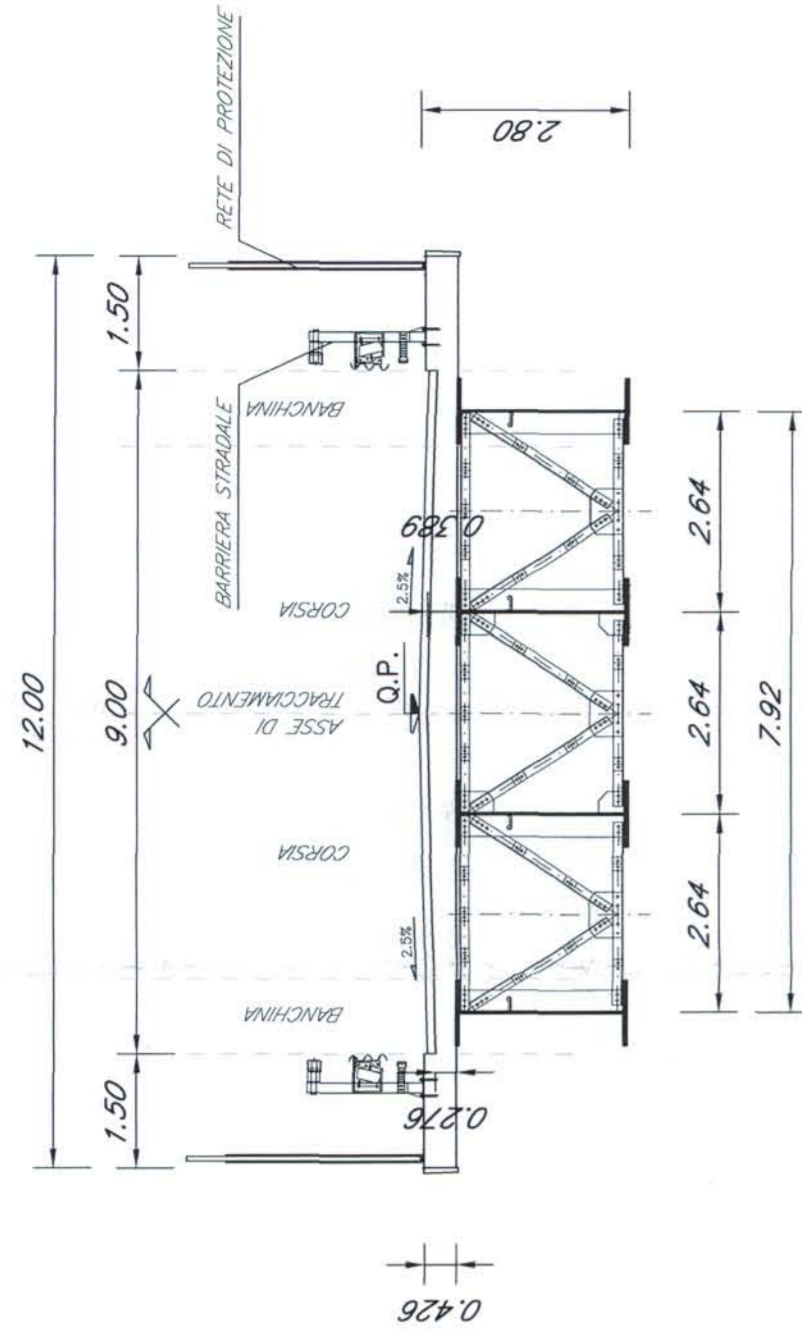 12.00
1.50
9.00
1.50
RETE DI PROTEZIONE
BARRIERA STRADALE
BANCHINA
CORSIA
ASSE DI
TRACCIAMENTO
CORSIA
BANCHINA
Q.P.
2.5%
2.5%
0.389
0.276
0.426
2.80
2.64
2.64
2.64
7.92